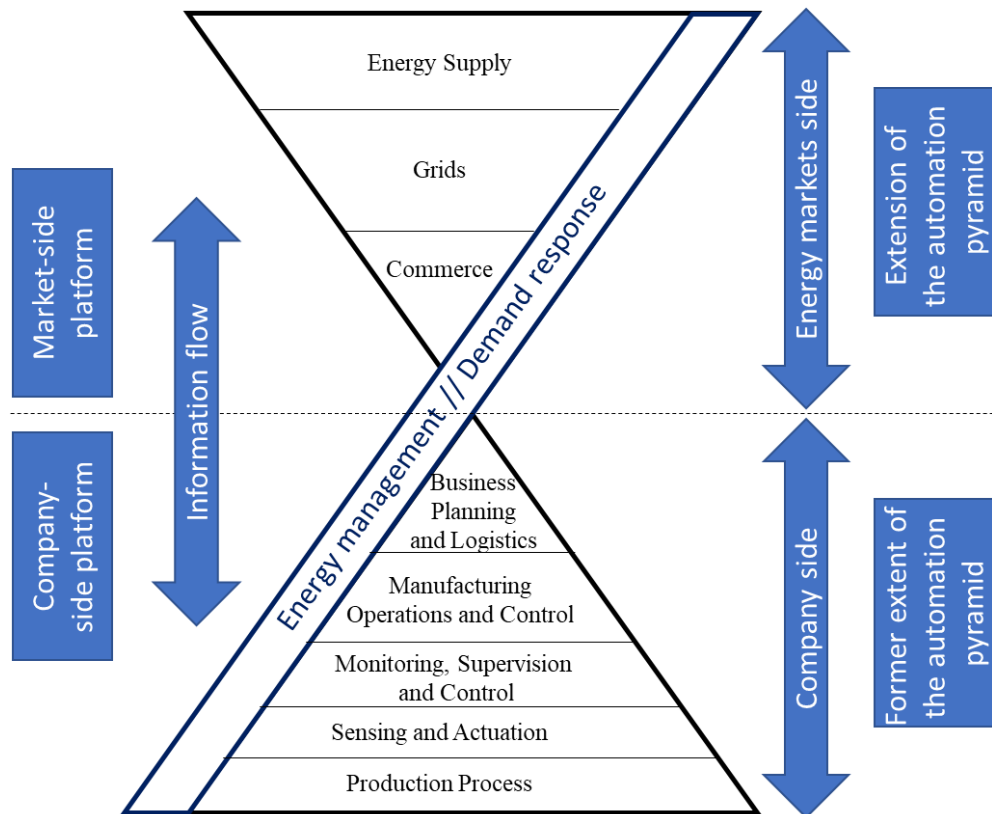 Energy Supply
Grids
Commerce
Energy management // Demand response
Business
Planning
and Logistics
Manufacturing
Operations and Control
Monitoring, Supervision
and Control
Sensing and Actuation
Production Process
Market-side
platform
Company-
side platform
Information flow
Energy markets side
Company side
Extension of
the automation
pyramid
Former extent of
the automation
pyramid